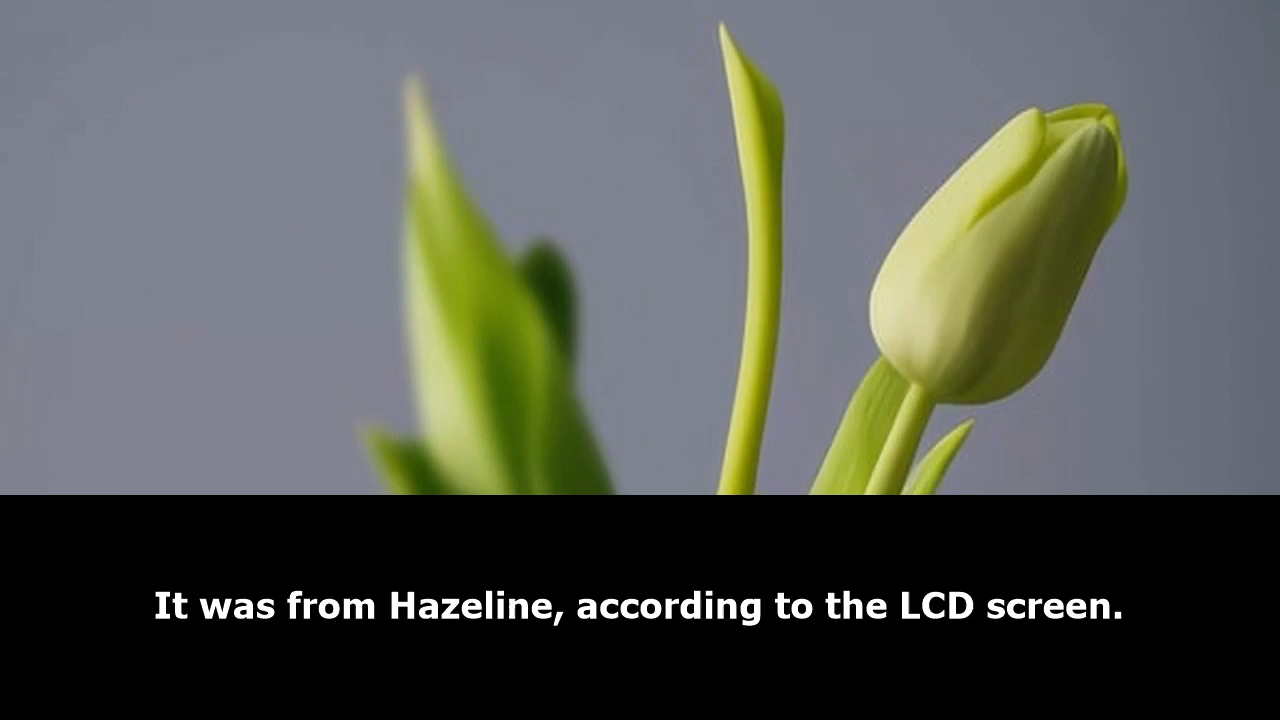 It was from Hazeline, according to the LCD screen.